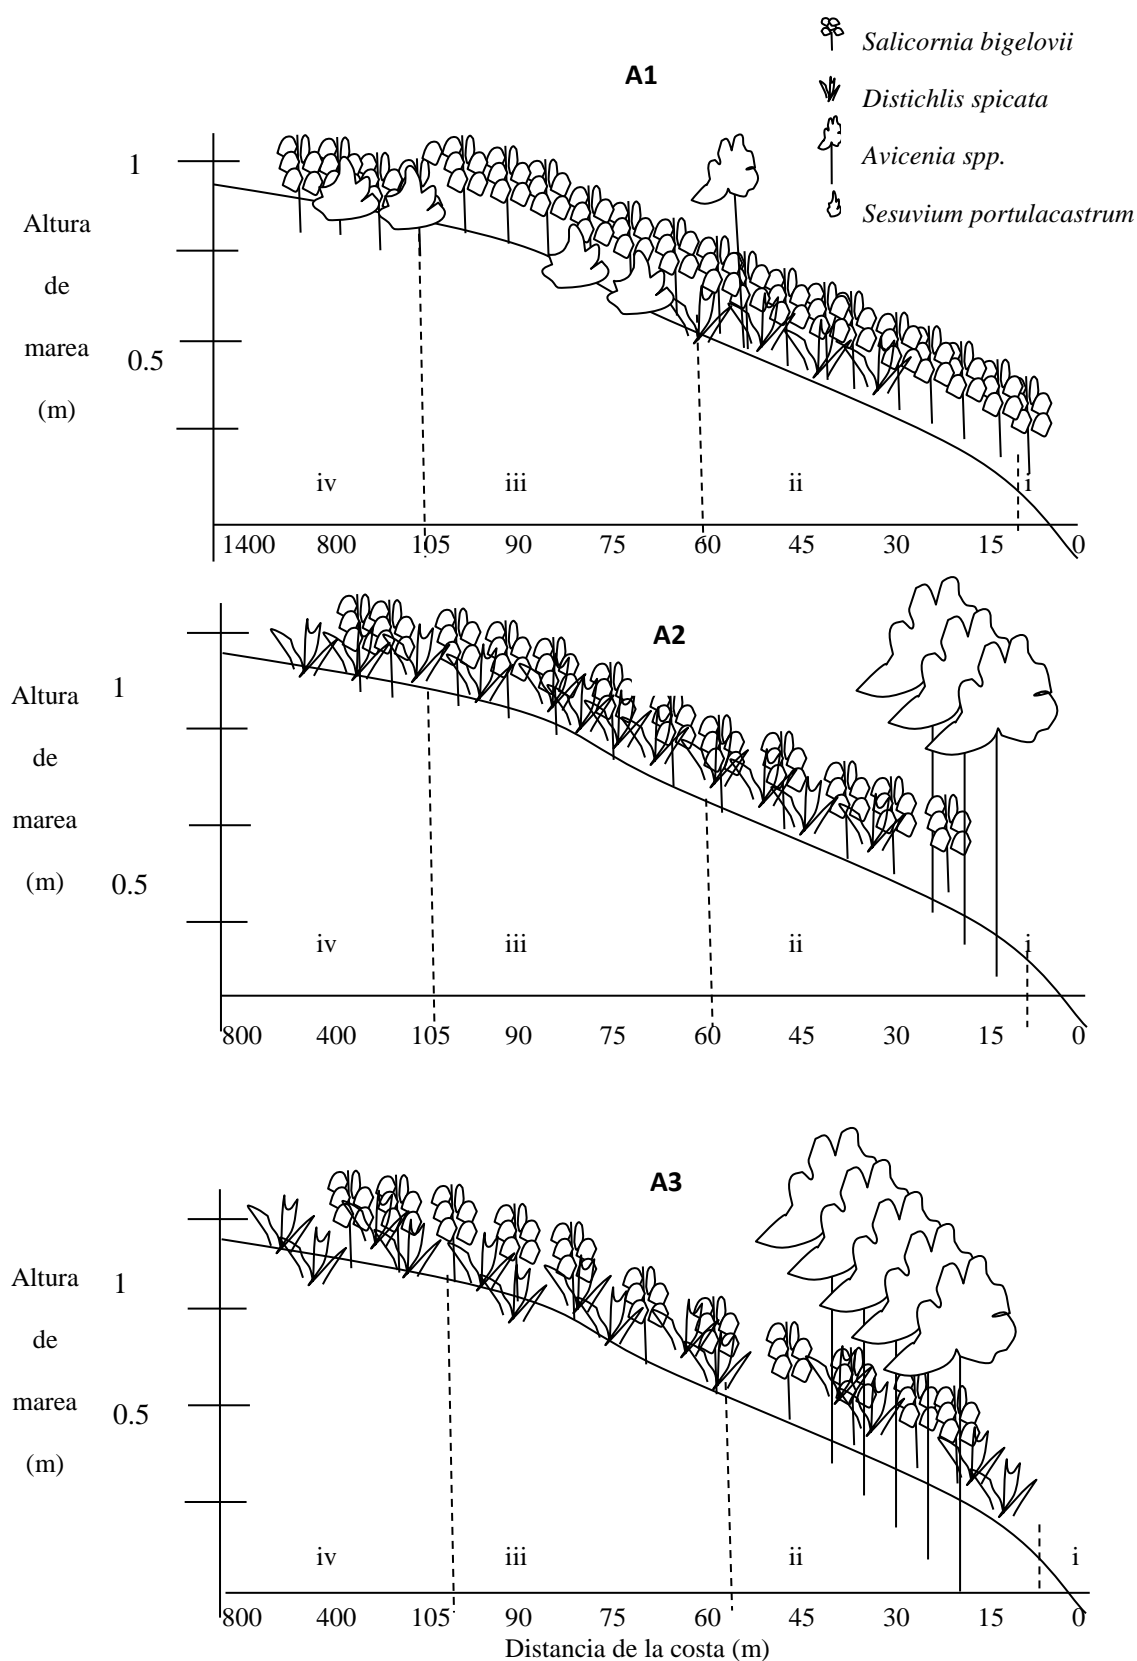 Salicornia bigelovii
A1
Distichlis spicata
Avicenia spp.
Sesuvium portulacastrum
1
Altura
de
marea
(m)
0.5
iv iii ii i
1400 800 105 90 75 60 45 30 15 0
A2
1
Altura
de
marea
(m)
0.5
iv iii ii i
800 400 105 90 75 60 45 30 15 0
A3
1
Altura
de
marea
(m)
0.5
iv iii ii i
800 400 105 90 75 60 45 30 15 0
Distancia de la costa (m)